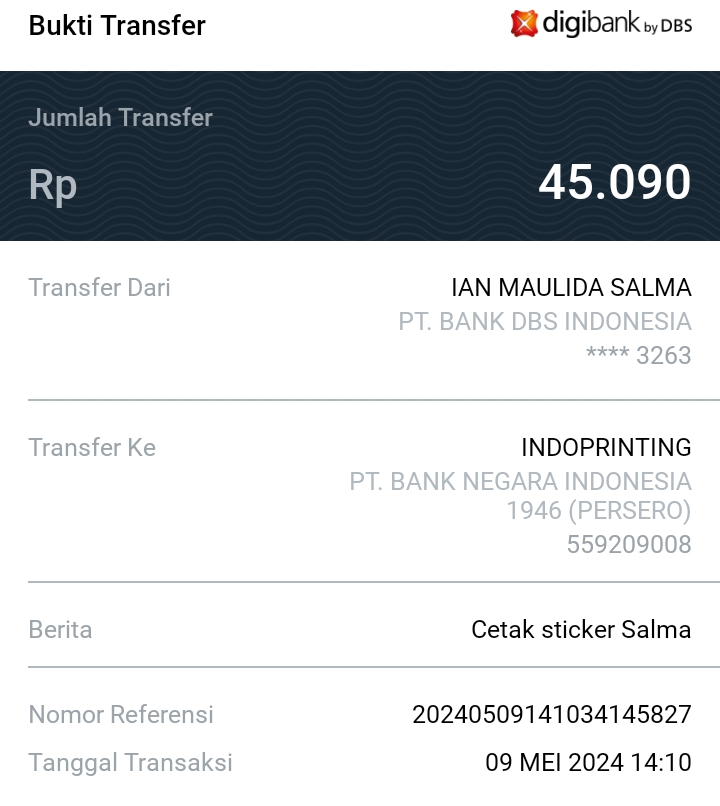 Bukti Transfer
digibank by DBS
Jumlah Transfer
Rp 45.090
Transfer Dari IAN MAULIDA SALMA
PT. BANK DBS INDONESIA
**** 3263
Transfer Ke INDOPRINTING
PT. BANK NEGARA INDONESIA
1946 (PERSERO)
559209008
Berita Cetak sticker Salma
Nomor Referensi 20240509141034145827
Tanggal Transaksi 09 MEI 2024 14:10